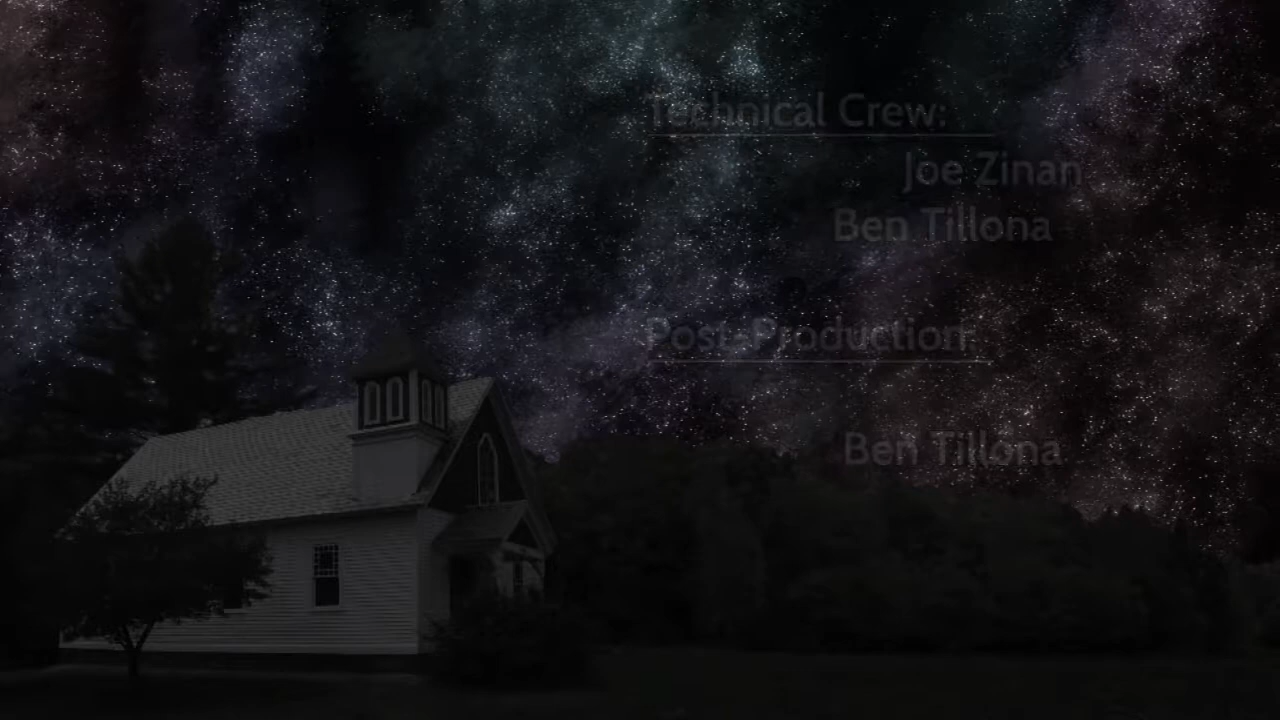 Technical Crew:
Joe Zinan
Ben Tillona
Post-Production
Ben Tillona